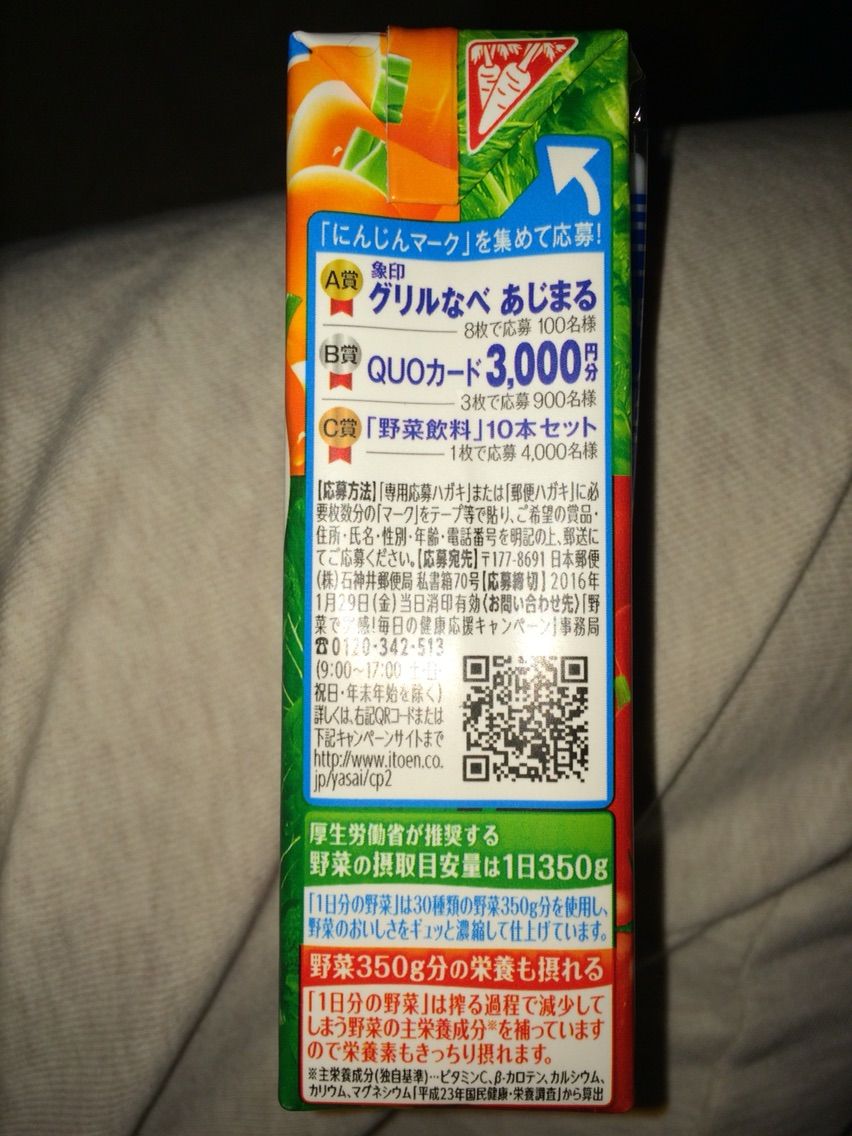 「にんじんマーク」を集めて応募!
A賞 象印
グリルなべ あじまる
8枚で応募 100名様
B賞 QUOカード3,000円分
3枚で応募 900名様
C賞 「野菜飲料」10本セット
1枚で応募 4,000名様
【応募方法】「専用応募ハガキ」または「郵便ハガキ」に必
要枚数分の「マーク」をテープ等で貼り、ご希望の賞品・
住所・氏名・性別・年齢・電話番号を明記の上、郵送に
てご応募ください。【応募宛先】〒177-8691 日本郵便
(株)石神井郵便局 私書箱70号【応募締切】2016年
1月29日(金)当日消印有効〈お問い合わせ先〉「野
菜で 感!毎日の健康応援キャンペーン」事務局
☎0120-342-513
(9:00〜17:00 土・日・
祝日・年末年始を除く)
詳しくは、右記QRコードまたは
下記キャンペーンサイトまで
http://www.itoen.co.
jp/yasai/cp2
厚生労働省が推奨する
野菜の摂取目安量は1日350g
「1日分の野菜」は30種類の野菜350g分を使用し、
野菜のおいしさをギュッと濃縮して仕上げています。
野菜350g分の栄養も摂れる
「1日分の野菜」は搾る過程で減少して
しまう野菜の主栄養成分※を補っています
ので栄養素もきっちり摂れます。
※主栄養成分(独自基準)…ビタミンC、β-カロテン、カルシウム、
カリウム、マグネシウム「平成23年国民健康・栄養調査」から算出